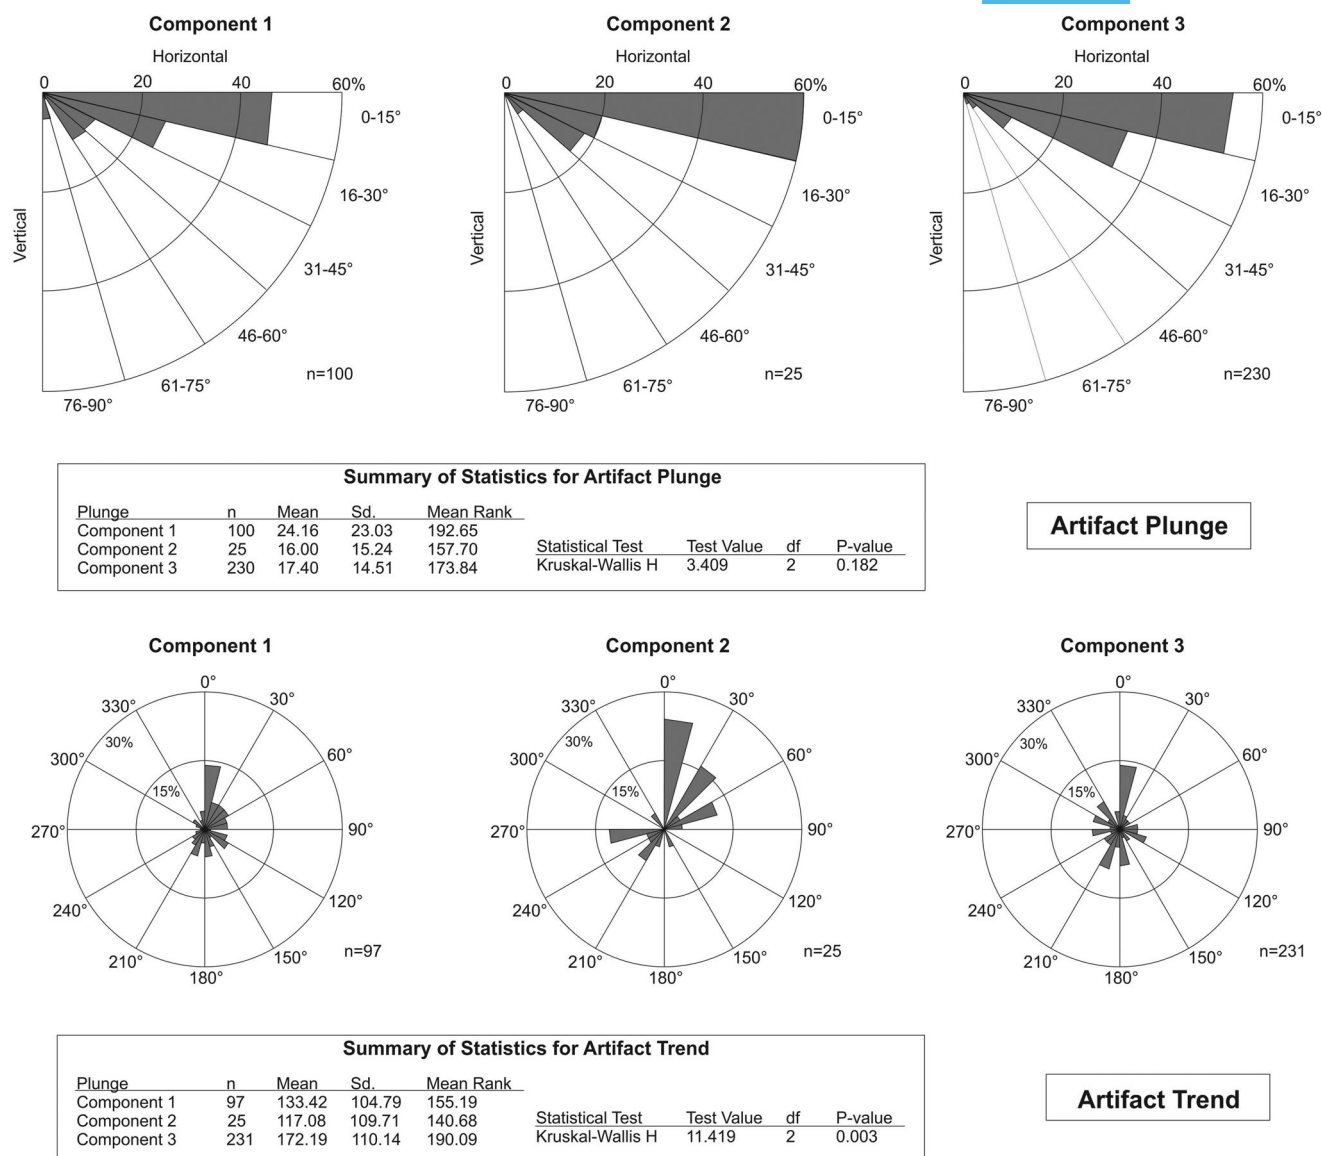 Component 1 Component 2 Component 3
Horizontal Horizontal Horizontal
0 20 40 60% 0 20 40 60% 0 20 40 60%
0-15° 0-15° 0-15°
16-30° 16-30° 16-30°
Vertical Vertical Vertical
31-45° 31-45° 31-45°
46-60° 46-60° 46-60°
n=100 n=25 n=230
61-75° 61-75° 61-75°
76-90° 76-90° 76-90°
Summary of Statistics for Artifact Plunge
Plunge n Mean Sd. Mean Rank
Component 1 100 24.16 23.03 192.65
Component 2 25 16.00 15.24 157.70
Component 3 230 17.40 14.51 173.84
Statistical Test Test Value df P-value
Kruskal-Wallis H 3.409 2 0.182
Artifact Plunge
Component 1 Component 2 Component 3
0° 0° 0°
330° 30° 330° 30° 330° 30°
30% 30% 30%
300° 60° 300° 60° 300° 60°
15% 15% 15%
270° 90° 270° 90° 270° 90°
240° 120° 240° 120° 240° 120°
n=97 n=25 n=231
210° 150° 210° 150° 210° 150°
180° 180° 180°
Summary of Statistics for Artifact Trend
Plunge n Mean Sd. Mean Rank
Component 1 97 133.42 104.79 155.19
Component 2 25 117.08 109.71 140.68
Component 3 231 172.19 110.14 190.09
Statistical Test Test Value df P-value
Kruskal-Wallis H 11.419 2 0.003
Artifact Trend